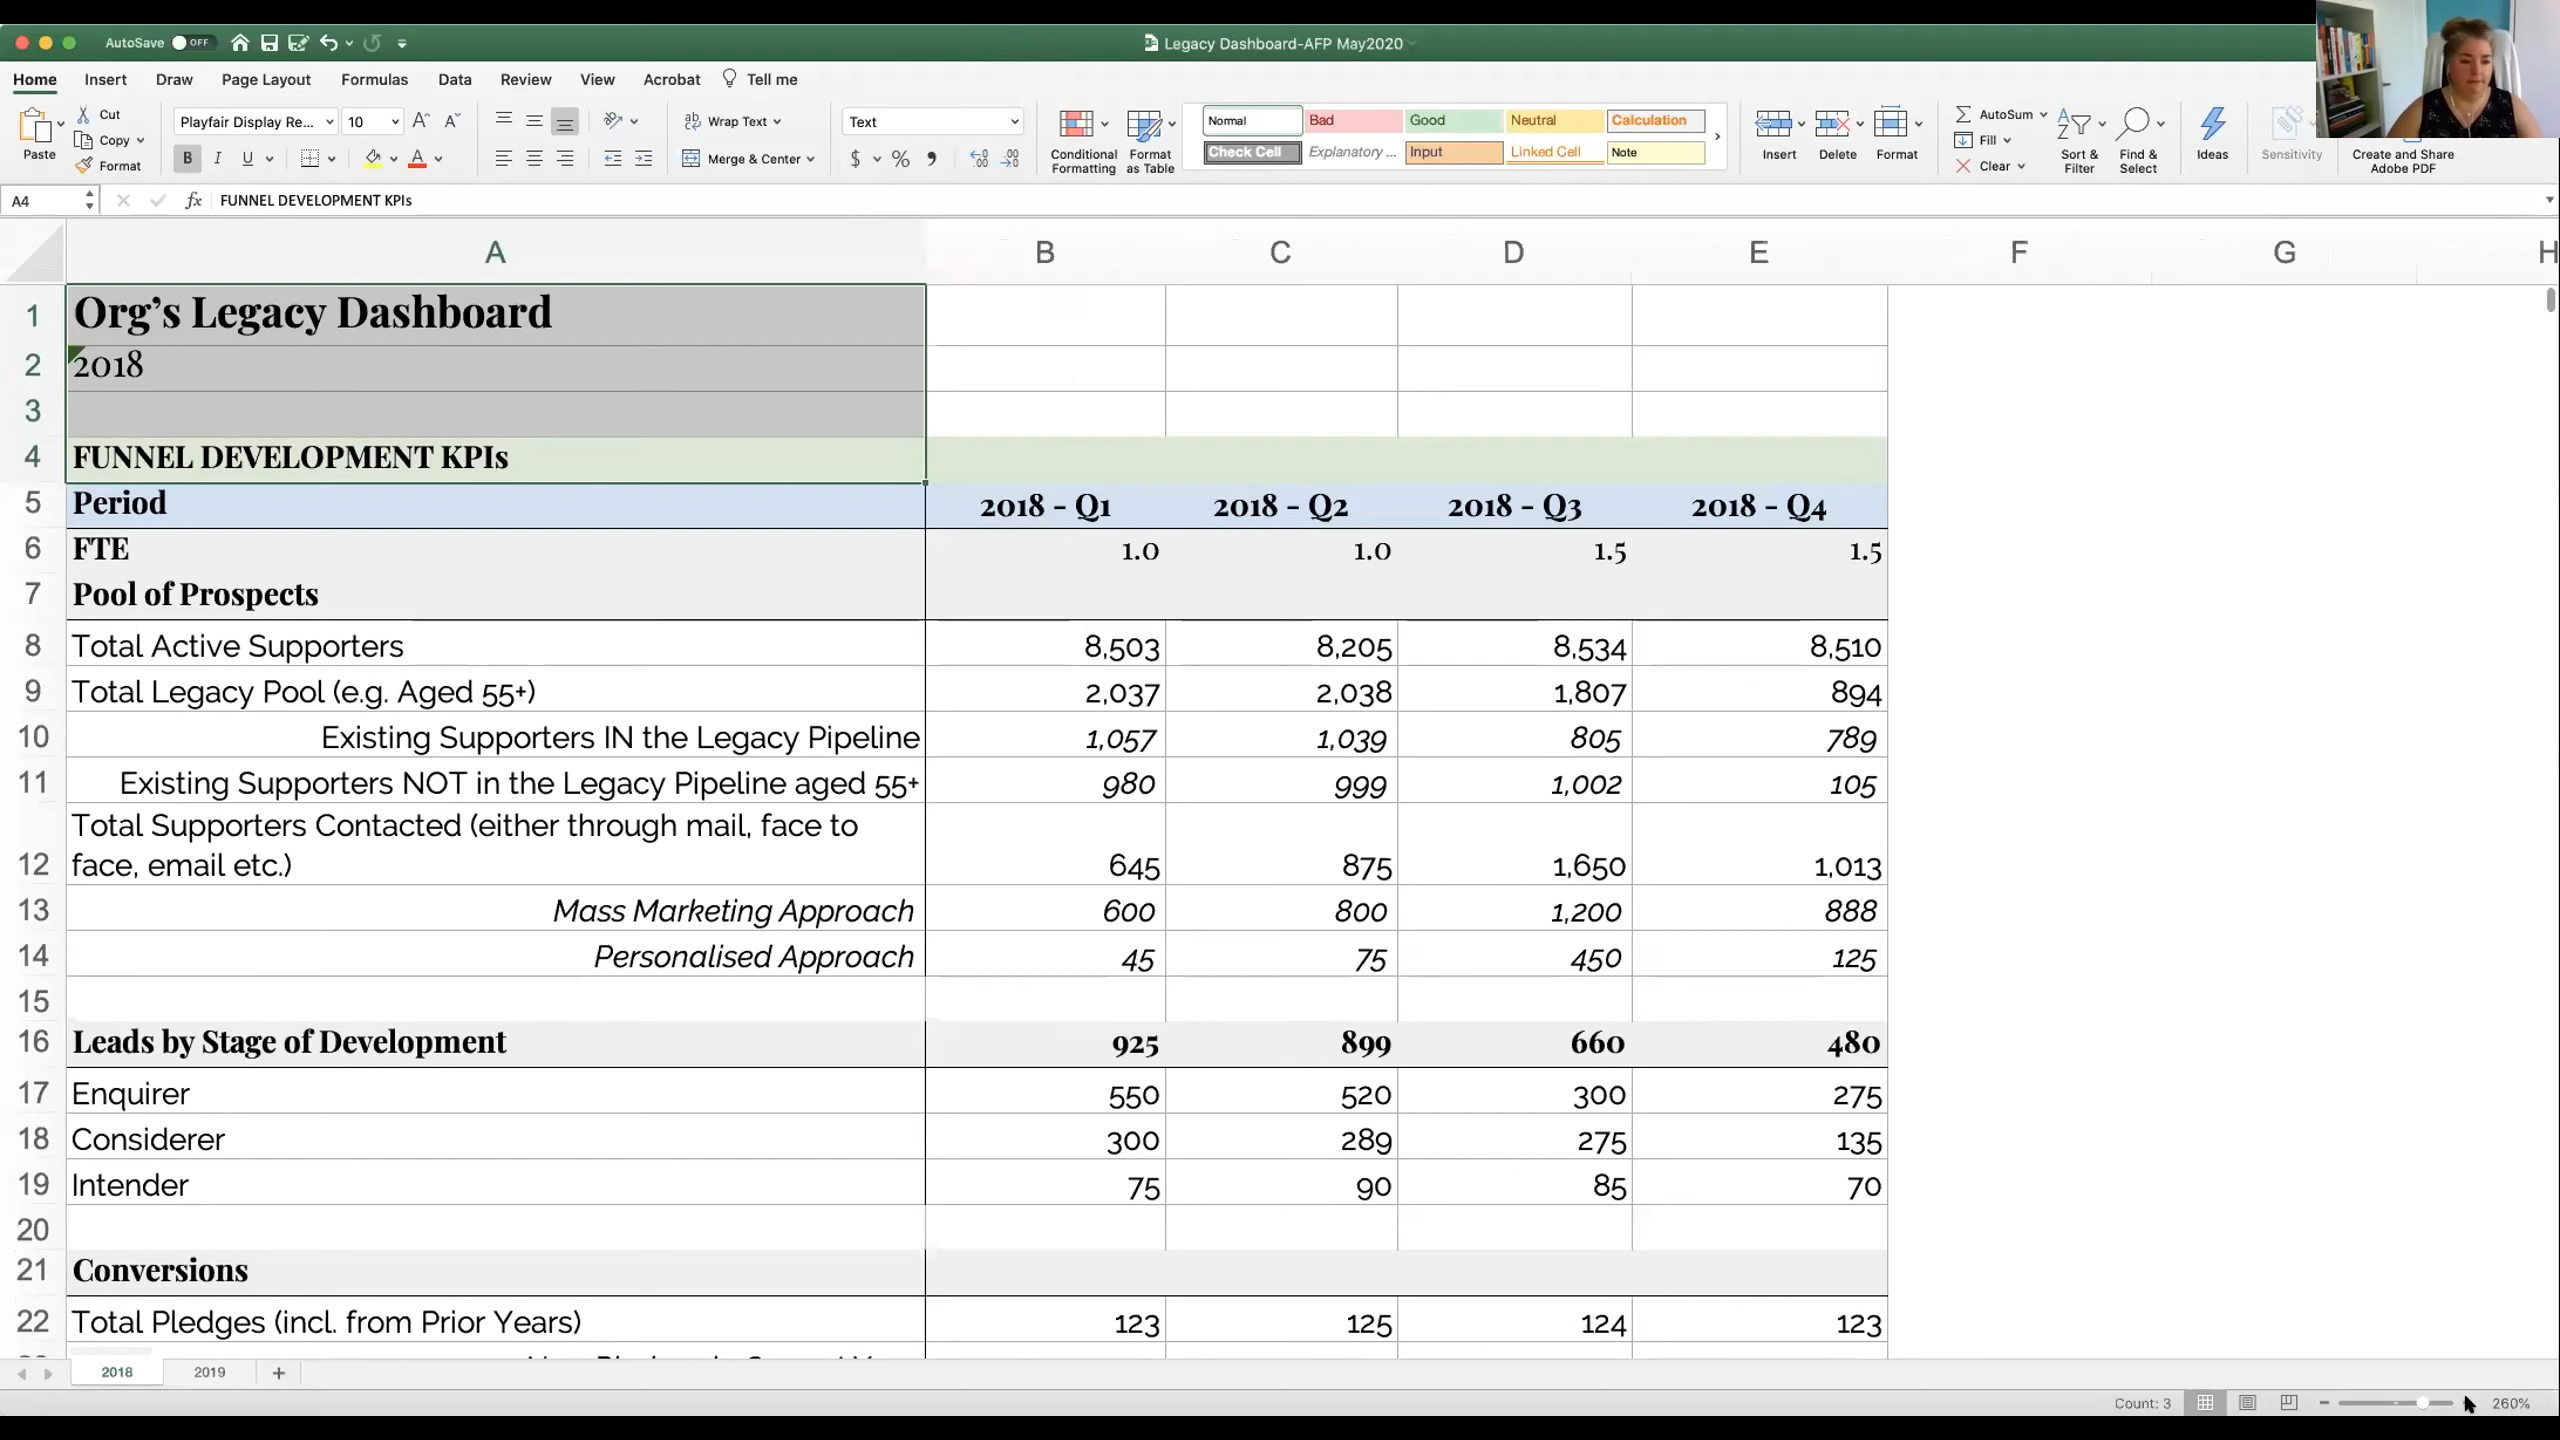 AutoSave OFF
Legacy Dashboard-AFP May2020
Home Insert Draw Page Layout Formulas Data Review View Acrobat Tell me
Paste Cut Copy Format
Playfair Display Re... 10 A^ A˅
B I U A
Wrap Text
Merge & Center
Text
$ % ,
Conditional Formatting
Format as Table
Normal Bad Good Neutral Calculation
Check Cell Explanatory ... Input Linked Cell Note
Insert Delete Format
AutoSum
Fill
Clear
Sort & Filter
Find & Select
Ideas
Sensitivity
Create and Share Adobe PDF
A4 fx FUNNEL DEVELOPMENT KPIs
A B C D E F G H
1 Org's Legacy Dashboard
2 2018
3
4 FUNNEL DEVELOPMENT KPIs
5 Period 2018 - Q1 2018 - Q2 2018 - Q3 2018 - Q4
6 FTE 1.0 1.0 1.5 1.5
7 Pool of Prospects
8 Total Active Supporters 8,503 8,205 8,534 8,510
9 Total Legacy Pool (e.g. Aged 55+) 2,037 2,038 1,807 894
10 Existing Supporters IN the Legacy Pipeline 1,057 1,039 805 789
11 Existing Supporters NOT in the Legacy Pipeline aged 55+ 980 999 1,002 105
Total Supporters Contacted (either through mail, face to
12 face, email etc.) 645 875 1,650 1,013
13 Mass Marketing Approach 600 800 1,200 888
14 Personalised Approach 45 75 450 125
15
16 Leads by Stage of Development 925 899 660 480
17 Enquirer 550 520 300 275
18 Considerer 300 289 275 135
19 Intender 75 90 85 70
20
21 Conversions
22 Total Pledges (incl. from Prior Years) 123 125 124 123
2018 2019 +
Count: 3 260%